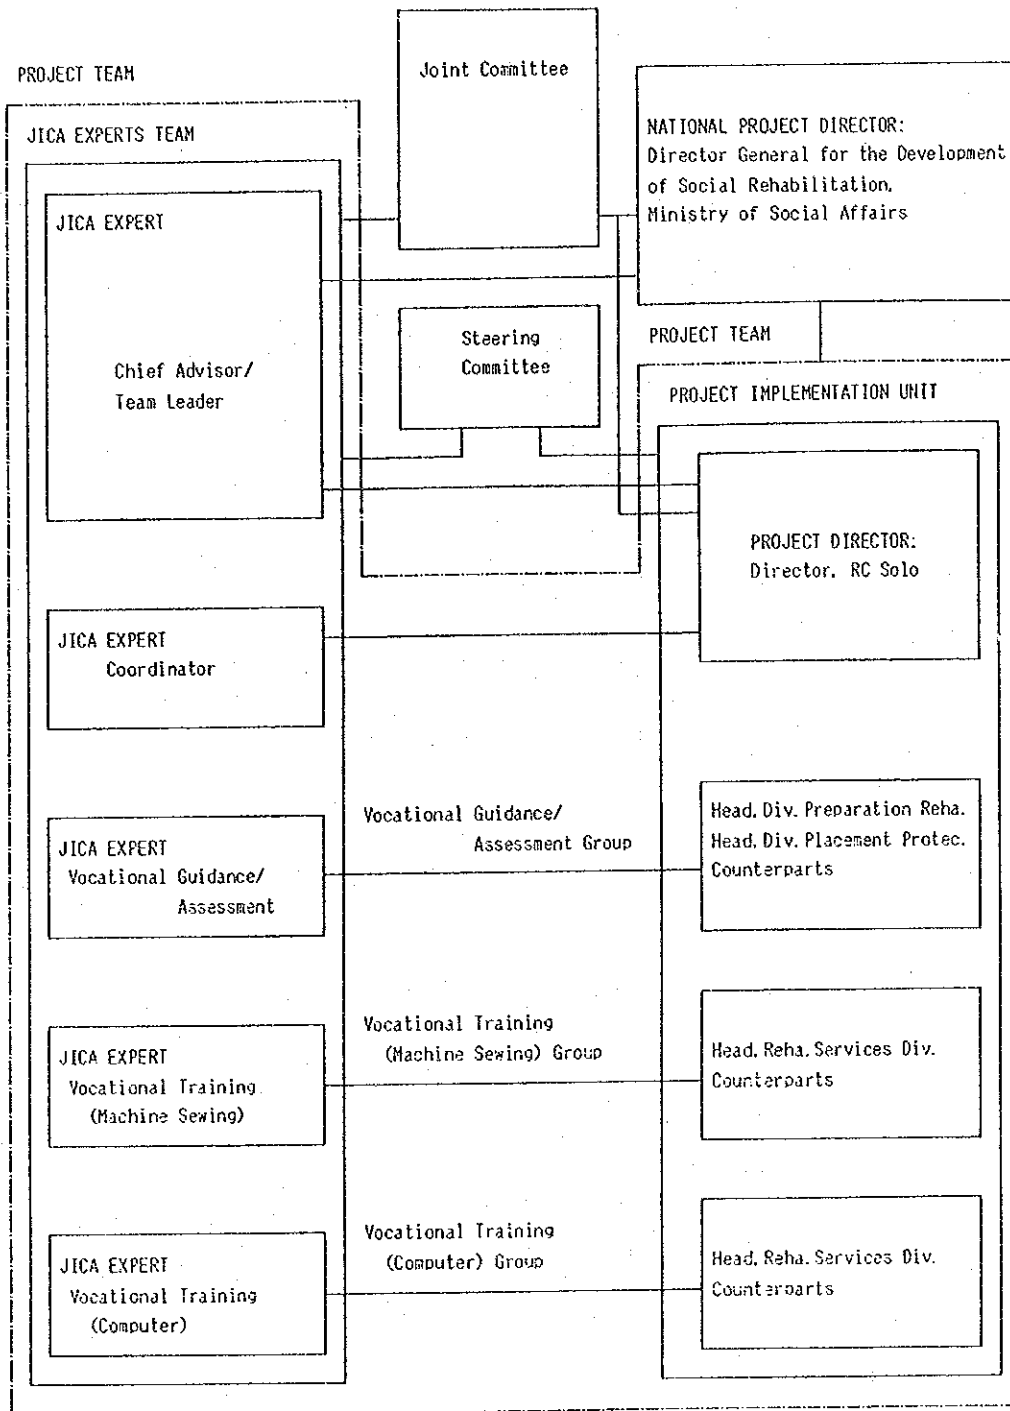 PROJECT TEAM
JICA EXPERTS TEAM
JICA EXPERT
Chief Advisor/
Team Leader
JICA EXPERT
Coordinator
JICA EXPERT
Vocational Guidance/
Assessment
JICA EXPERT
Vocational Training
(Machine Sewing)
JICA EXPERT
Vocational Training
(Computer)
Joint Committee
Steering
Committee
Vocational Guidance/
Assessment Group
Vocational Training
(Machine Sewing) Group
Vocational Training
(Computer) Group
NATIONAL PROJECT DIRECTOR:
Director General for the Development
of Social Rehabilitation.
Ministry of Social Affairs
PROJECT TEAM
PROJECT IMPLEMENTATION UNIT
PROJECT DIRECTOR:
Director. RC Solo
Head. Div. Preparation Reha.
Head. Div. Placement Protec.
Counterparts
Head. Reha. Services Div.
Counterparts
Head. Reha. Services Div.
Counterparts